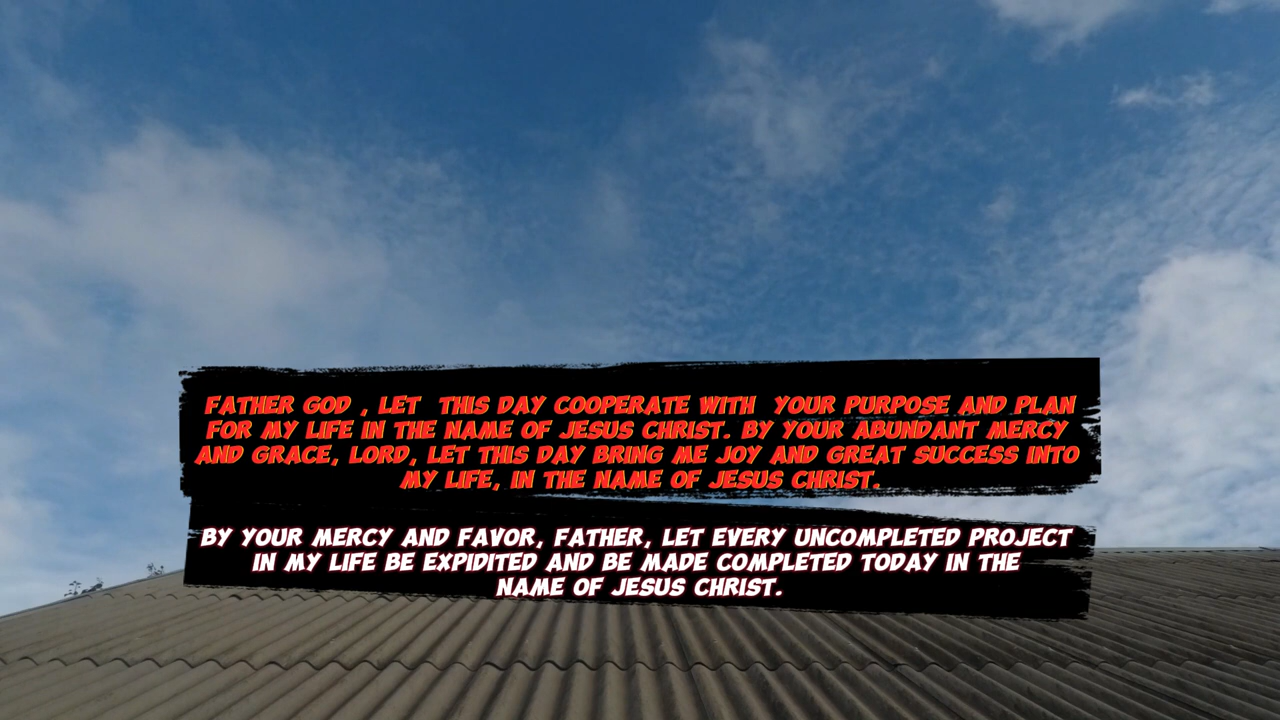 FATHER GOD , LET  THIS DAY COOPERATE WITH  YOUR PURPOSE AND PLAN
FOR MY LIFE IN THE NAME OF JESUS CHRIST. BY YOUR ABUNDANT MERCY
AND GRACE, LORD, LET THIS DAY BRING ME JOY AND GREAT SUCCESS INTO
MY LIFE, IN THE NAME OF JESUS CHRIST.
BY YOUR MERCY AND FAVOR, FATHER, LET EVERY UNCOMPLETED PROJECT
IN MY LIFE BE EXPIDITED AND BE MADE COMPLETED TODAY IN THE
NAME OF JESUS CHRIST.